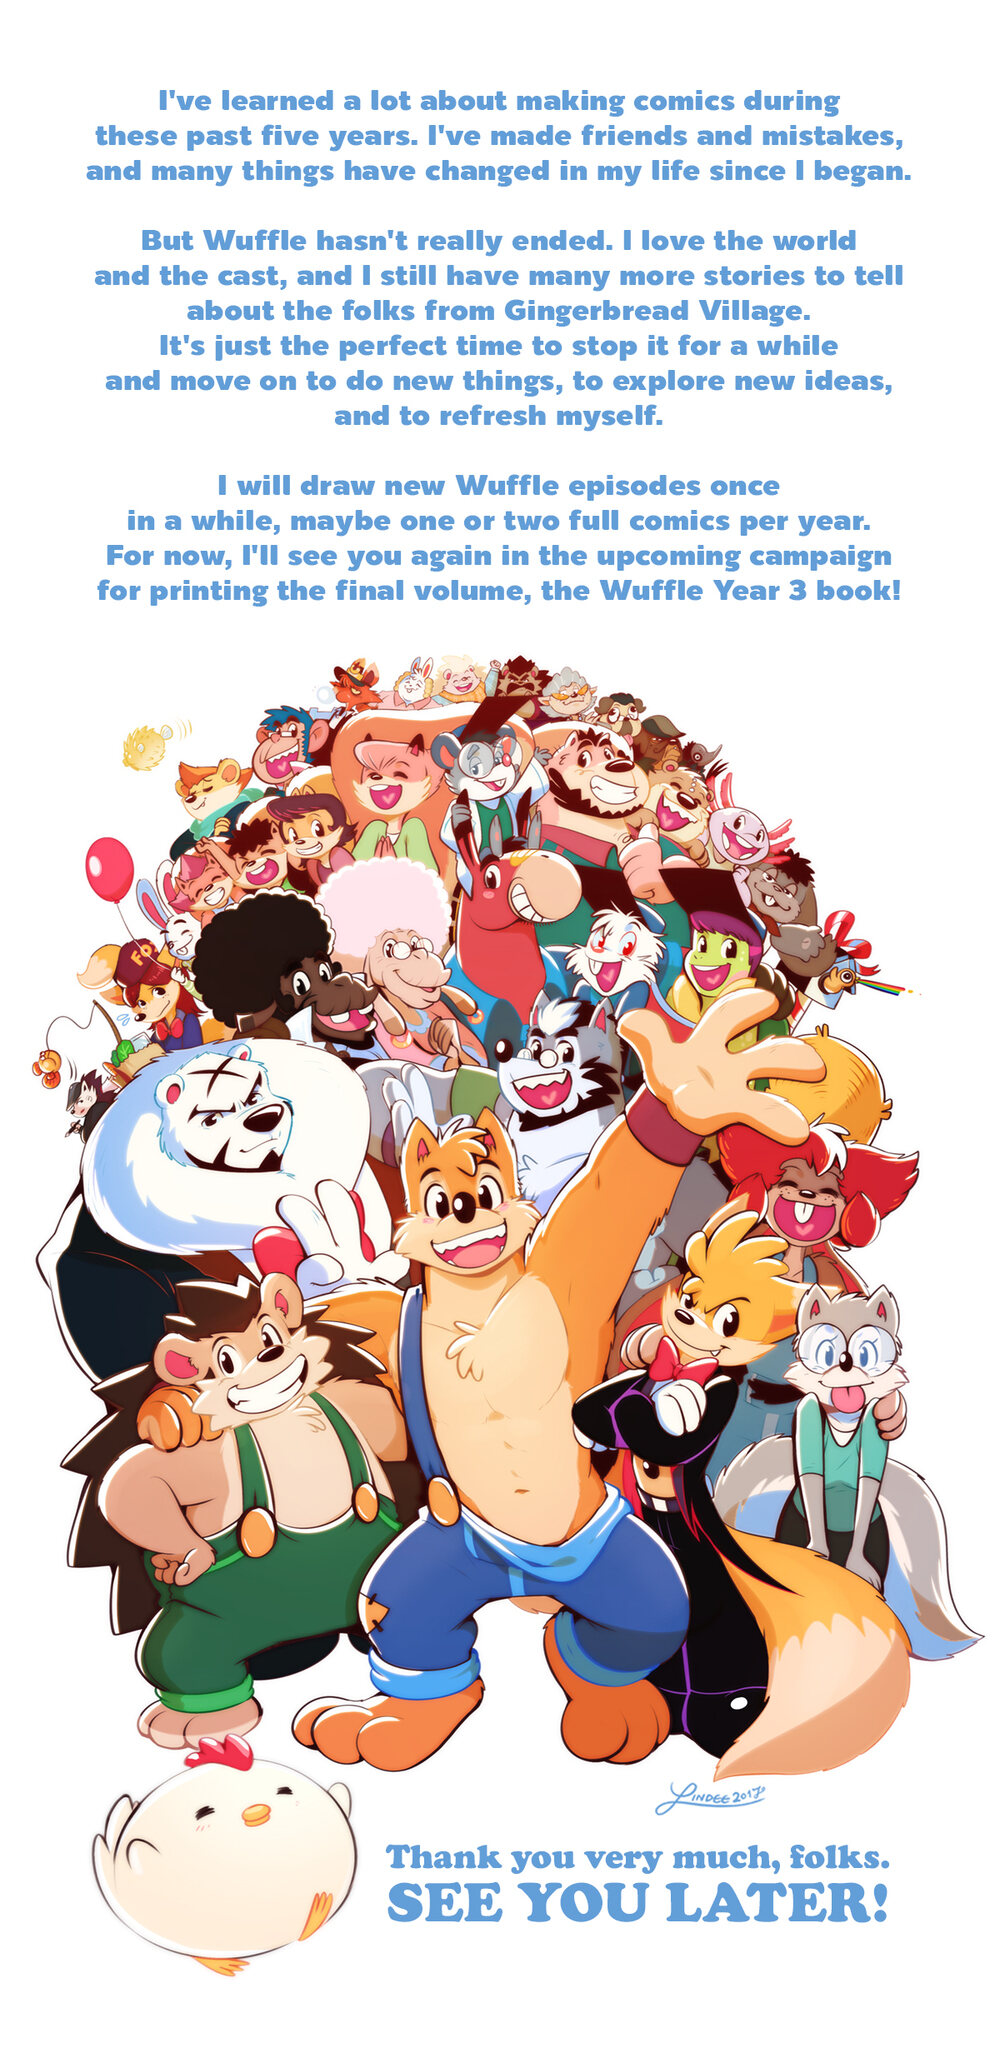 I've learned a lot about making comics during
these past five years. I've made friends and mistakes,
and many things have changed in my life since I began.
But Wuffle hasn't really ended. I love the world
and the cast, and I still have many more stories to tell
about the folks from Gingerbread Village.
It's just the perfect time to stop it for a while
and move on to do new things, to explore new ideas,
and to refresh myself.
I will draw new Wuffle episodes once
in a while, maybe one or two full comics per year.
For now, I'll see you again in the upcoming campaign
for printing the final volume, the Wuffle Year 3 book!
PINDEE 2017
Thank you very much, folks.
SEE YOU LATER!